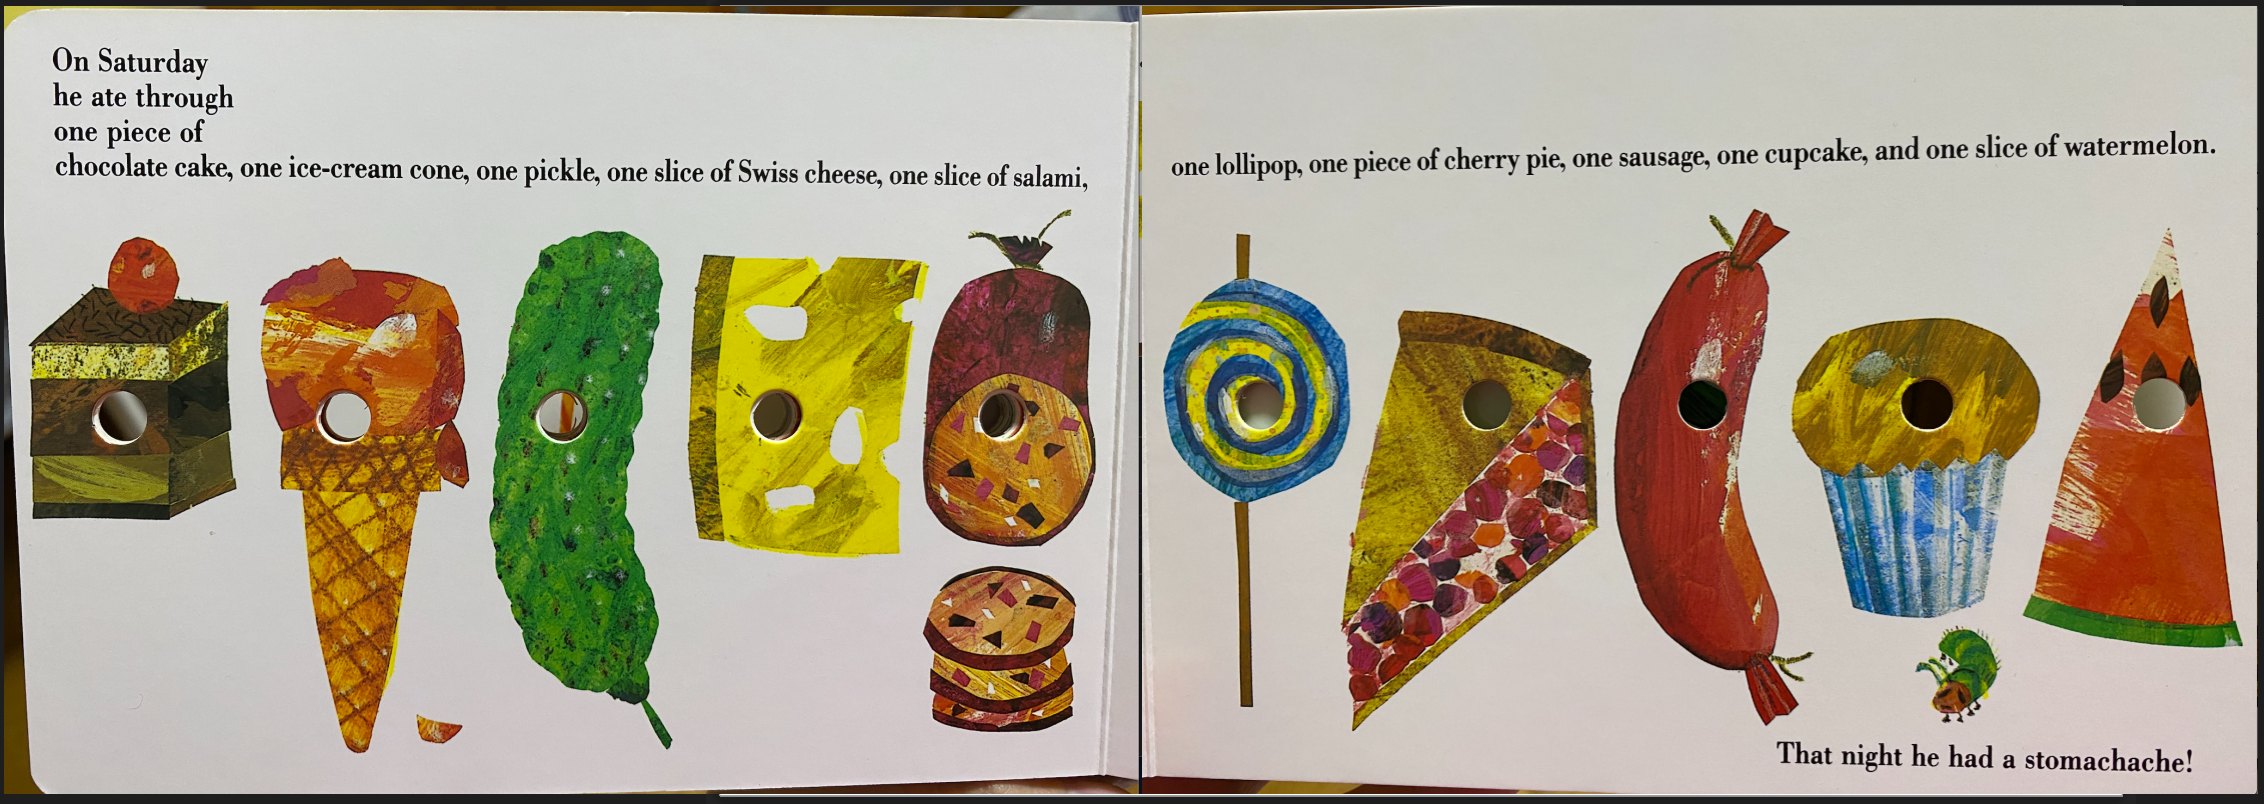 On Saturday
he ate through
one piece of
chocolate cake, one ice-cream cone, one pickle, one slice of Swiss cheese, one slice of salami,
one lollipop, one piece of cherry pie, one sausage, one cupcake, and one slice of watermelon.
That night he had a stomachache!